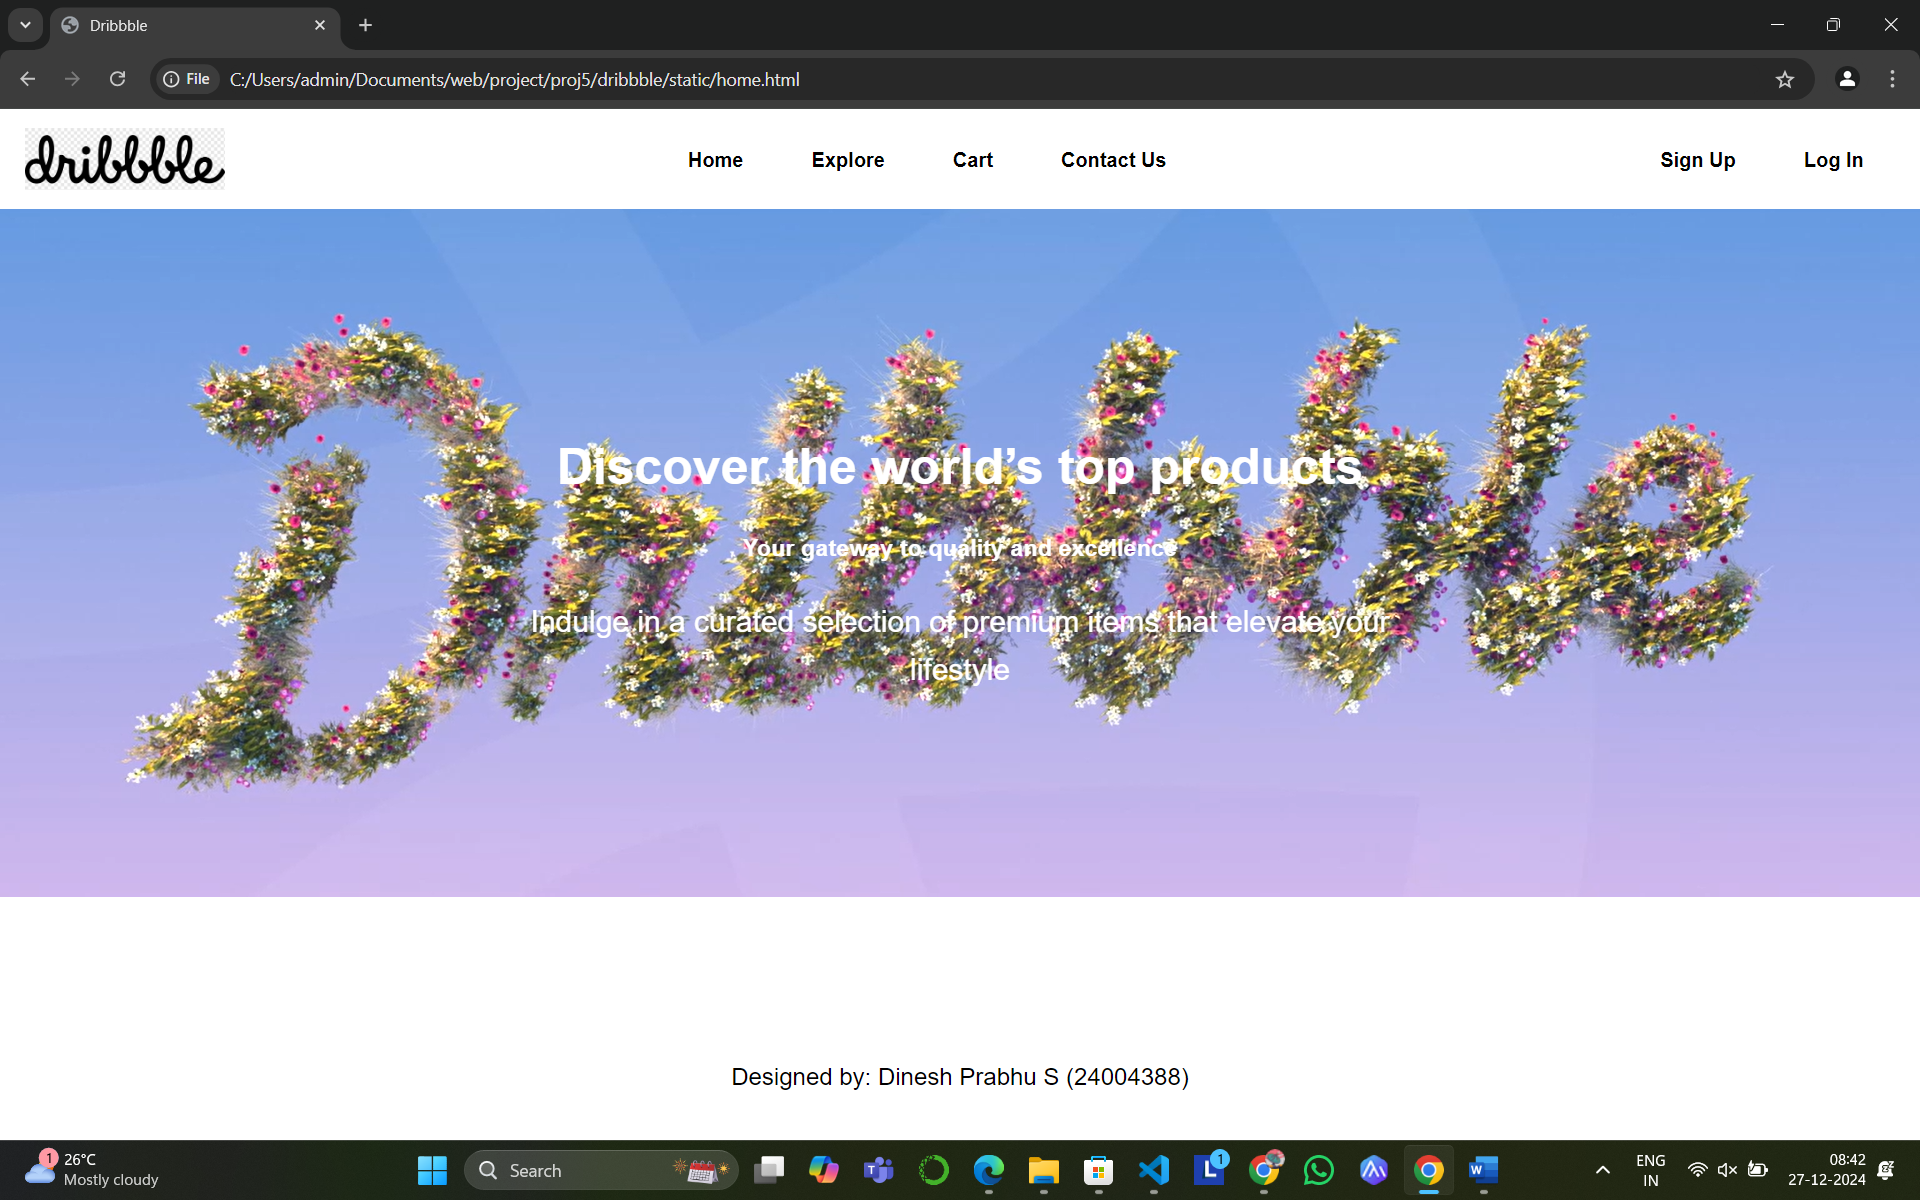 Dribbble
File
C:/Users/admin/Documents/web/project/proj5/dribbble/static/home.html
dribbble
Home
Explore
Cart
Contact Us
Sign Up
Log In
Dribbble
Discover the world’s top products
Your gateway to quality and excellence
Indulge in a curated selection of premium items that elevate your
lifestyle
Designed by: Dinesh Prabhu S (24004388)
1
26°C
Mostly cloudy
Search
T
L
1
W
ENG
IN
08:42
27-12-2024